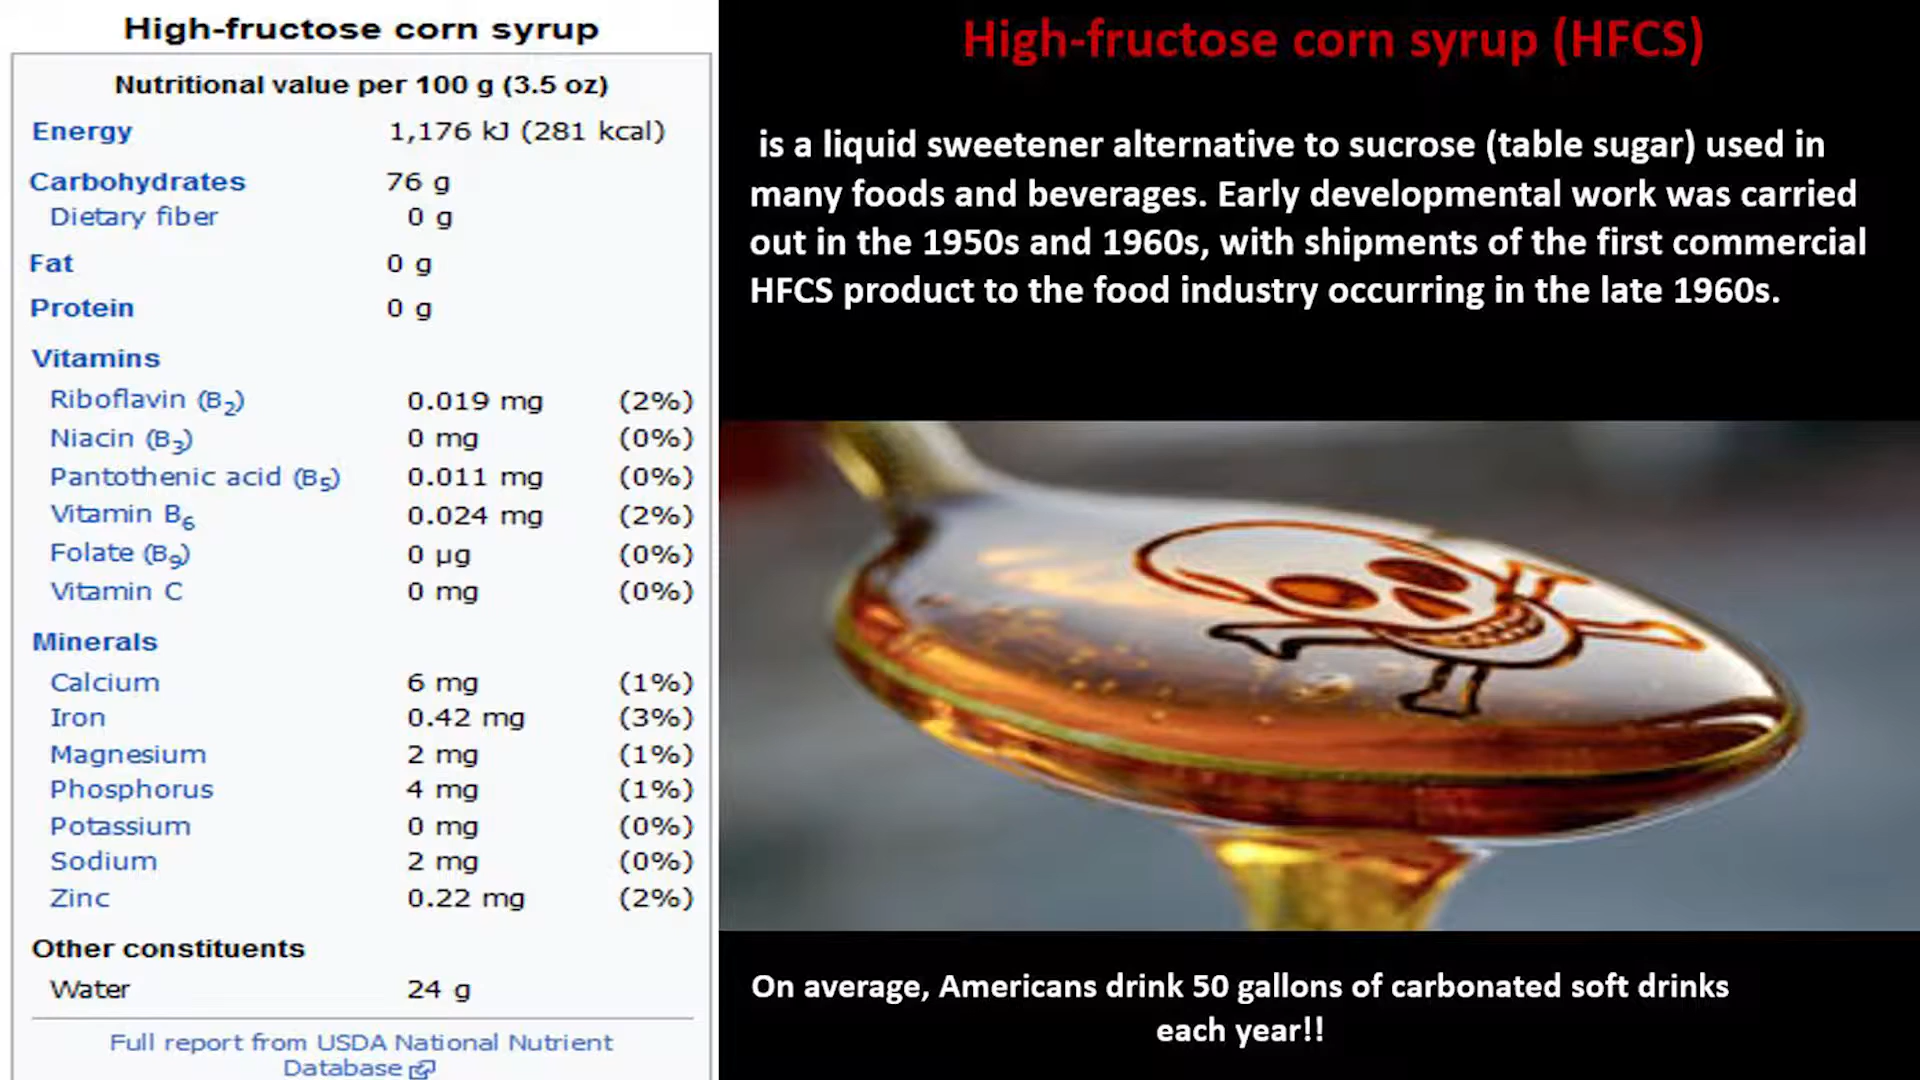 High-fructose corn syrup
Nutritional value per 100 g (3.5 oz)
Energy 1,176 kJ (281 kcal)
Carbohydrates 76 g
Dietary fiber 0 g
Fat 0 g
Protein 0 g
Vitamins
Riboflavin (B2) 0.019 mg (2%)
Niacin (B3) 0 mg (0%)
Pantothenic acid (B5) 0.011 mg (0%)
Vitamin B6 0.024 mg (2%)
Folate (B9) 0 μg (0%)
Vitamin C 0 mg (0%)
Minerals
Calcium 6 mg (1%)
Iron 0.42 mg (3%)
Magnesium 2 mg (1%)
Phosphorus 4 mg (1%)
Potassium 0 mg (0%)
Sodium 2 mg (0%)
Zinc 0.22 mg (2%)
Other constituents
Water 24 g
Full report from USDA National Nutrient
Database
High-fructose corn syrup (HFCS)
is a liquid sweetener alternative to sucrose (table sugar) used in
many foods and beverages. Early developmental work was carried
out in the 1950s and 1960s, with shipments of the first commercial
HFCS product to the food industry occurring in the late 1960s.
On average, Americans drink 50 gallons of carbonated soft drinks
each year!!